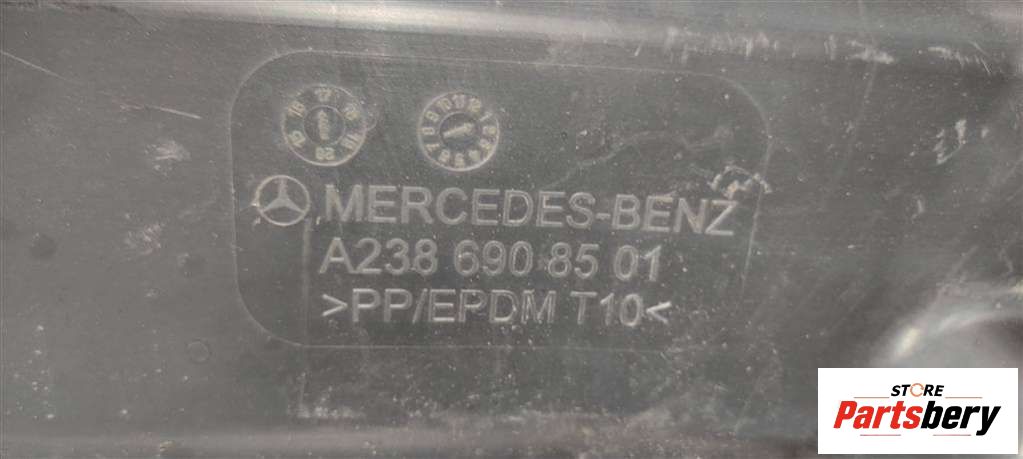 MERCEDES-BENZ
A238 690 85 01
>PP/EPDM T10<
STORE
Partsbery